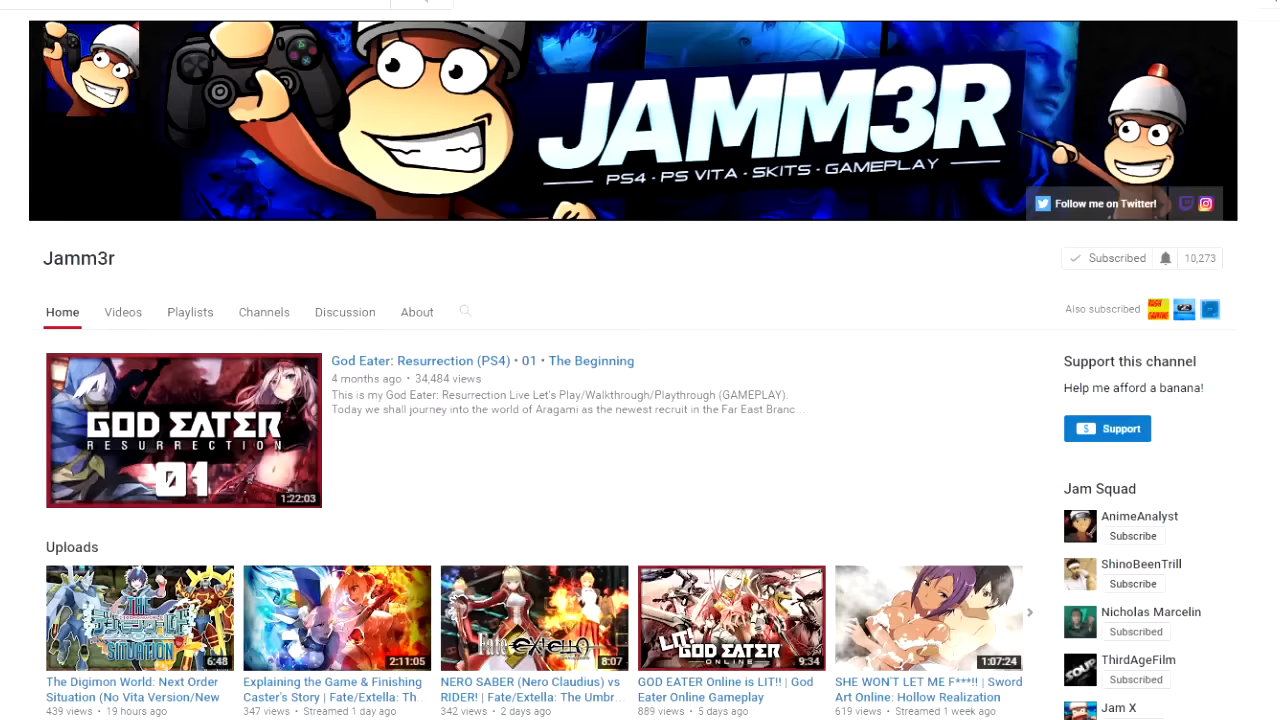 JAMM3R
PS4 · PS VITA · SKITS · GAMEPLAY
Follow me on Twitter!
Jamm3r
Subscribed
10,273
Home
Videos
Playlists
Channels
Discussion
About
Also subscribed
God Eater: Resurrection (PS4) • 01 • The Beginning
4 months ago • 34,484 views
This is my God Eater: Resurrection Live Let's Play/Walkthrough/Playthrough (GAMEPLAY).
Today we shall journey into the world of Aragami as the newest recruit in the Far East Branc...
GOD EATER
RESURRECTION
01
1:22:03
Support this channel
Help me afford a banana!
$ Support
Jam Squad
AnimeAnalyst
Subscribe
ShinoBeenTrill
Subscribe
Nicholas Marcelin
Subscribed
ThirdAgeFilm
Subscribed
Jam X
Uploads
THE
SITUATION
6:48
The Digimon World: Next Order
Situation (No Vita Version/New
439 views • 19 hours ago
2:11:05
Explaining the Game & Finishing
Caster's Story | Fate/Extella: Th...
347 views • Streamed 1 day ago
Fate/EXTELLA
8:07
NERO SABER (Nero Claudius) vs
RIDER! | Fate/Extella: The Umbr...
342 views • 2 days ago
LIT!
GOD EATER
ONLINE
9:34
GOD EATER Online is LIT!! | God
Eater Online Gameplay
889 views • 5 days ago
1:07:24
SHE WON'T LET ME F***!! | Sword
Art Online: Hollow Realization
619 views • Streamed 1 week ago